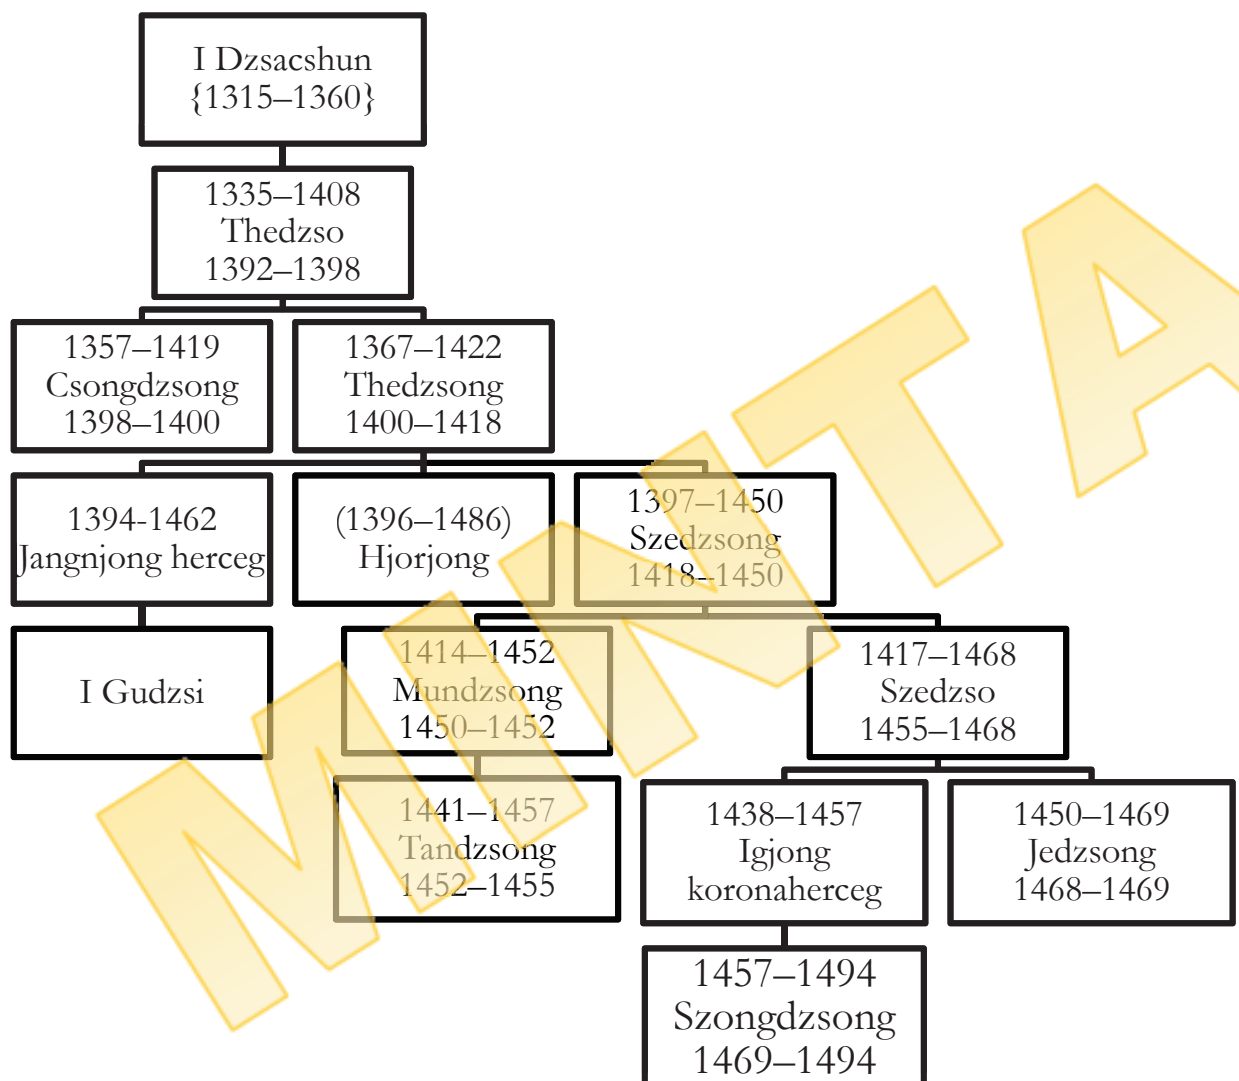 I Dzsacshun
{1315–1360}
1335–1408
Thedzso
1392–1398
1357–1419
Csongdzsong
1398–1400
1367–1422
Thedzsong
1400–1418
1394-1462
Jangnjong herceg
(1396–1486)
Hjorjong
1397–1450
Szedzsong
1418–1450
I Gudzsi
1414–1452
Mundzsong
1450–1452
1417–1468
Szedzso
1455–1468
1441–1457
Tandzsong
1452–1455
1438–1457
Igjong
koronaherceg
1450–1469
Jedzsong
1468–1469
1457–1494
Szongdzsong
1469–1494
MINTA